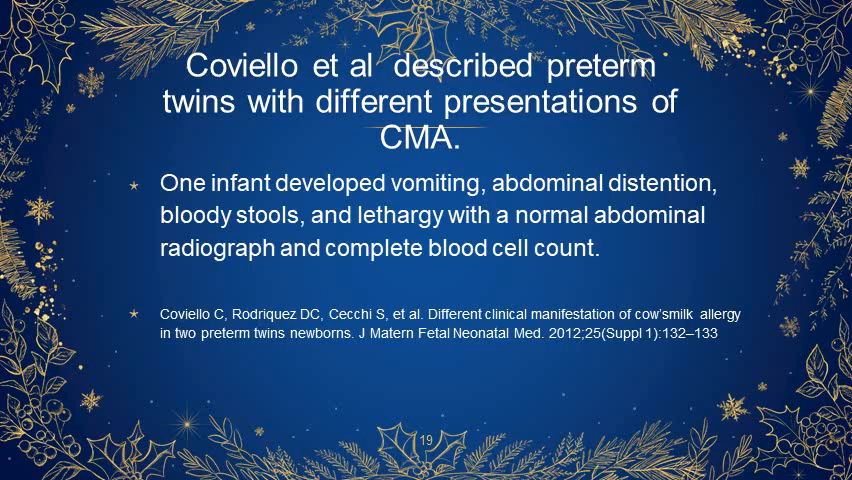 Coviello et al described preterm
twins with different presentations of
CMA.
One infant developed vomiting, abdominal distention,
bloody stools, and lethargy with a normal abdominal
radiograph and complete blood cell count.
Coviello C, Rodriquez DC, Cecchi S, et al. Different clinical manifestation of cow'smilk allergy
in two preterm twins newborns. J Matern Fetal Neonatal Med. 2012;25(Suppl 1):132–133
19